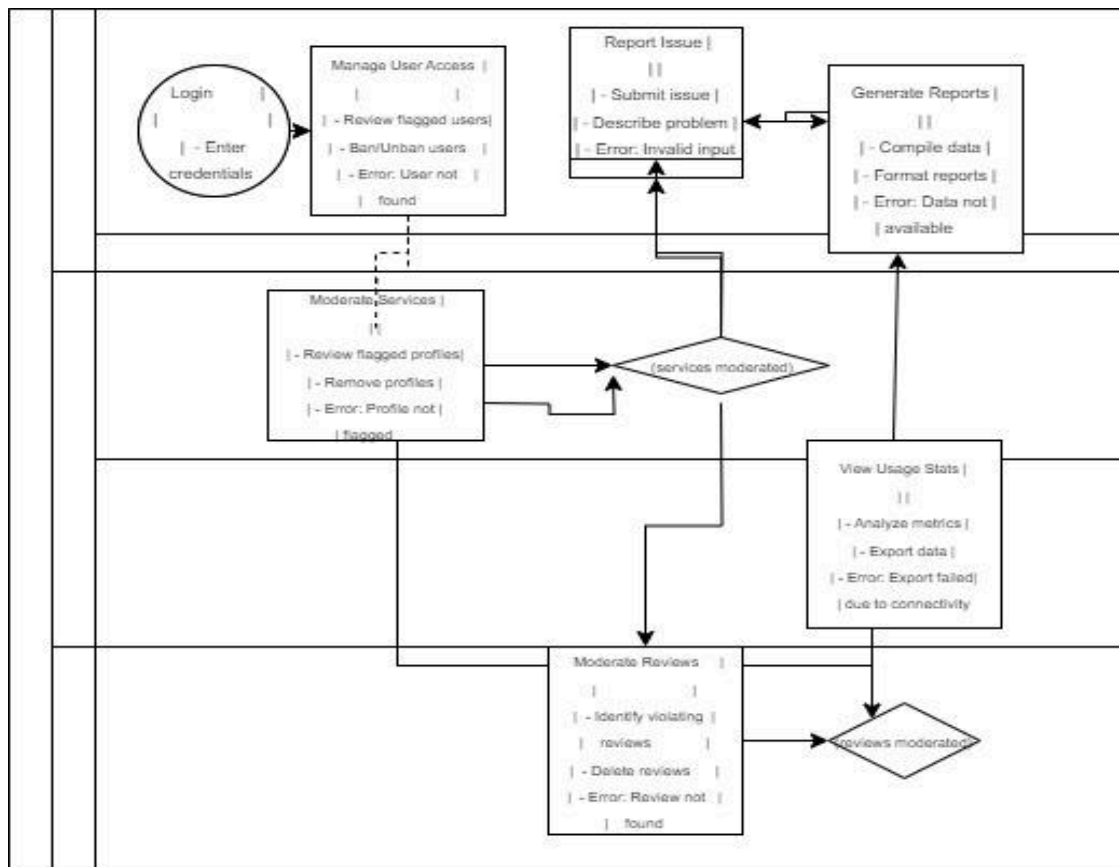 Login |
| |
| - Enter
credentials
Manage User Access |
| |
| - Review flagged users|
| - Ban/Unban users |
| - Error: User not |
| found
Report Issue |
| |
| - Submit issue |
| - Describe problem |
| - Error: Invalid input
Generate Reports |
| |
| - Compile data |
| - Format reports |
| - Error: Data not |
| available
Moderate Services |
| |
| - Review flagged profiles|
| - Remove profiles |
| - Error: Profile not |
| flagged
(services moderated)
View Usage Stats |
| |
| - Analyze metrics |
| - Export data |
| - Error: Export failed|
| due to connectivity
Moderate Reviews |
| |
| - Identify violating |
| reviews |
| - Delete reviews |
| - Error: Review not |
| found
(reviews moderated)